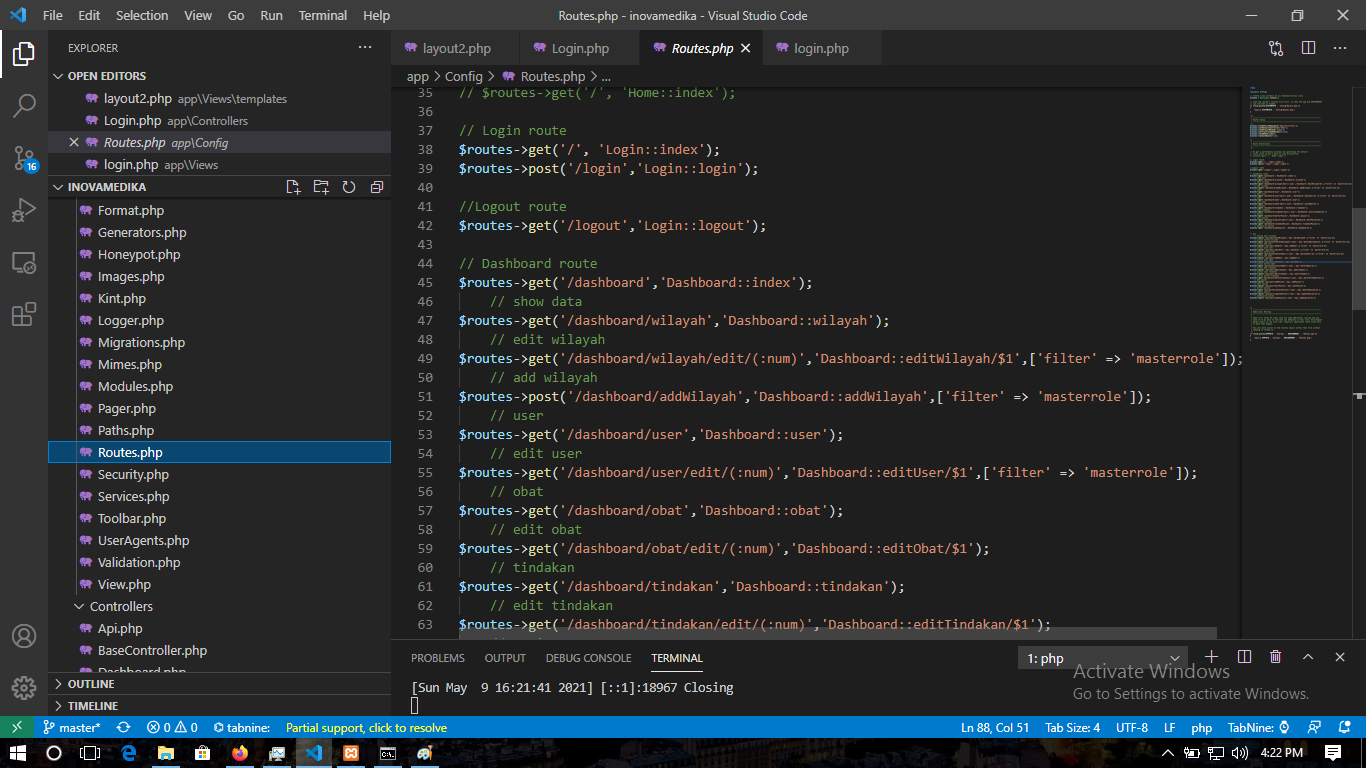 File Edit Selection View Go Run Terminal Help
Routes.php - inovamedika - Visual Studio Code
EXPLORER
OPEN EDITORS
layout2.php app\Views\templates
Login.php app\Controllers
Routes.php app\Config
login.php app\Views
16
INOVAMEDIKA
Format.php
Generators.php
Honeypot.php
Images.php
Kint.php
Logger.php
Migrations.php
Mimes.php
Modules.php
Pager.php
Paths.php
Routes.php
Security.php
Services.php
Toolbar.php
UserAgents.php
Validation.php
View.php
Controllers
Api.php
BaseController.php
Dashboard.php
OUTLINE
TIMELINE
layout2.php Login.php Routes.php login.php
app > Config > Routes.php > ...
35 // $routes->get('/', 'Home::index');
36
37 // Login route
38 $routes->get('/', 'Login::index');
39 $routes->post('/login','Login::login');
40
41 //Logout route
42 $routes->get('/logout','Login::logout');
43
44 // Dashboard route
45 $routes->get('/dashboard','Dashboard::index');
46 // show data
47 $routes->get('/dashboard/wilayah','Dashboard::wilayah');
48 // edit wilayah
49 $routes->get('/dashboard/wilayah/edit/(:num)','Dashboard::editWilayah/$1',['filter' => 'masterrole']);
50 // add wilayah
51 $routes->post('/dashboard/addWilayah','Dashboard::addWilayah',['filter' => 'masterrole']);
52 // user
53 $routes->get('/dashboard/user','Dashboard::user');
54 // edit user
55 $routes->get('/dashboard/user/edit/(:num)','Dashboard::editUser/$1',['filter' => 'masterrole']);
56 // obat
57 $routes->get('/dashboard/obat','Dashboard::obat');
58 // edit obat
59 $routes->get('/dashboard/obat/edit/(:num)','Dashboard::editObat/$1');
60 // tindakan
61 $routes->get('/dashboard/tindakan','Dashboard::tindakan');
62 // edit tindakan
63 $routes->get('/dashboard/tindakan/edit/(:num)','Dashboard::editTindakan/$1');
PROBLEMS OUTPUT DEBUG CONSOLE TERMINAL
1: php
[Sun May  9 16:21:41 2021] [::1]:18967 Closing
Activate Windows
Go to Settings to activate Windows.
master* 0 0 tabnine: Partial support, click to resolve
Ln 88, Col 51 Tab Size: 4 UTF-8 LF php TabNine:
4:22 PM